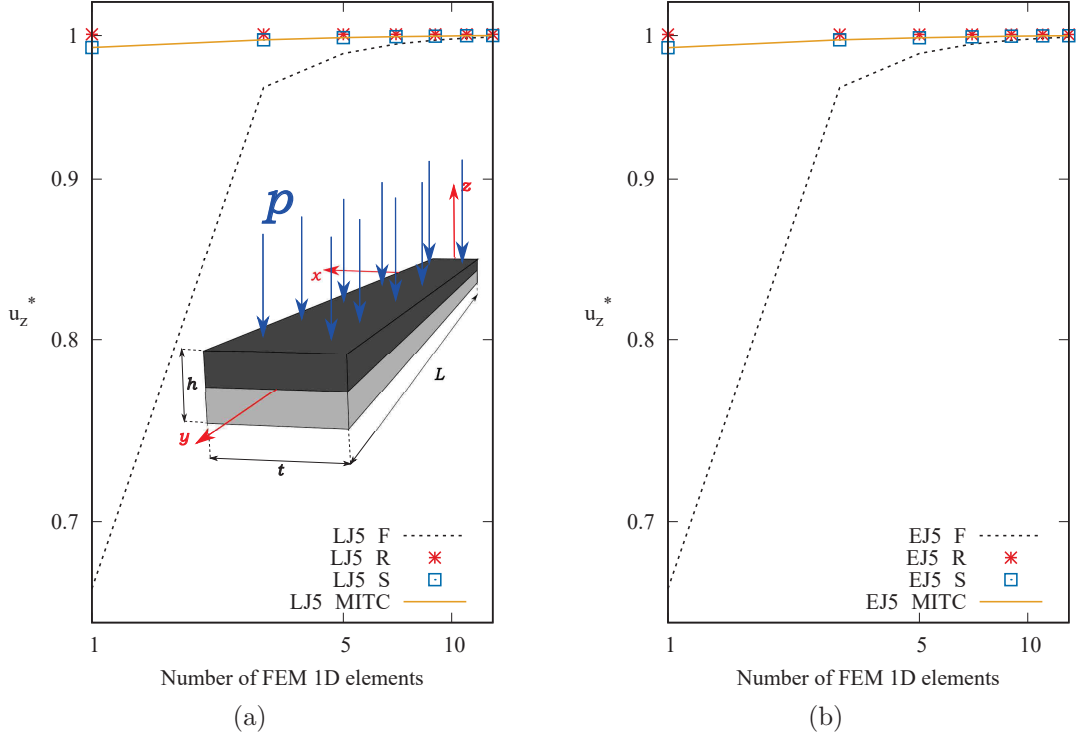 1
0.9
0.8
0.7
u_z^*
p
z
x
h
y
t
L
LJ5 F
LJ5 R
LJ5 S
LJ5 MITC
1
5
10
Number of FEM 1D elements
(a)
1
0.9
0.8
0.7
u_z^*
EJ5 F
EJ5 R
EJ5 S
EJ5 MITC
1
5
10
Number of FEM 1D elements
(b)